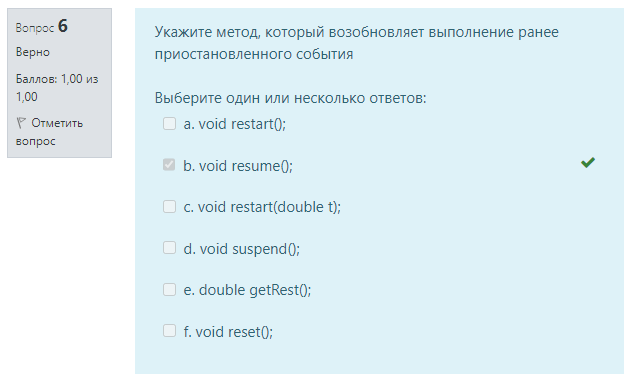 Вопрос 6
Верно
Баллов: 1,00 из
1,00
Отметить
вопрос
Укажите метод, который возобновляет выполнение ранее
приостановленного события
Выберите один или несколько ответов:
a. void restart();
b. void resume();
c. void restart(double t);
d. void suspend();
e. double getRest();
f. void reset();